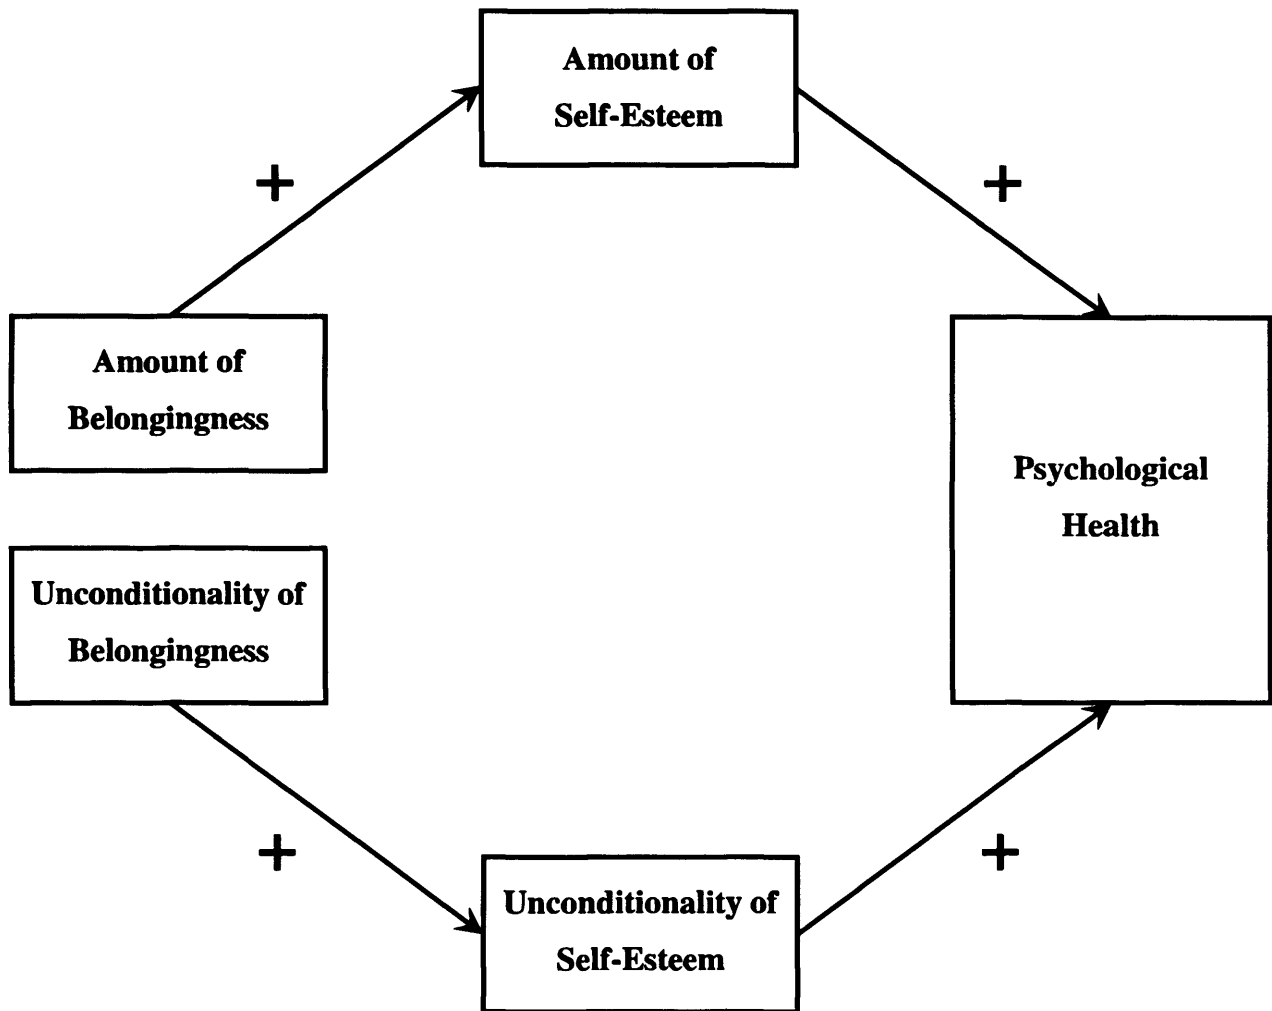 Amount of
Self-Esteem
+
+
Amount of
Belongingness
Psychological
Health
Unconditionality of
Belongingness
+
+
Unconditionality of
Self-Esteem